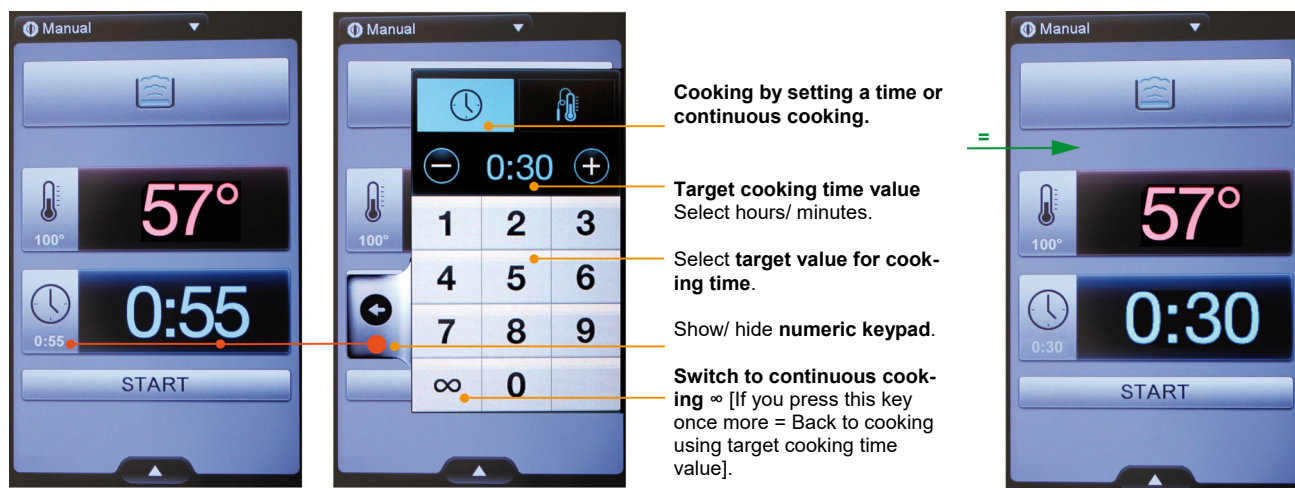 Manual
57°
100°
0:55
0:55
START
Manual
0:30
1 2 3
4 5 6
7 8 9
∞ 0
100°
Cooking by setting a time or
continuous cooking.
Target cooking time value
Select hours/ minutes.
Select target value for cook-
ing time.
Show/ hide numeric keypad.
Switch to continuous cook-
ing ∞ [If you press this key
once more = Back to cooking
using target cooking time
value].
=
Manual
57°
100°
0:30
0:30
START